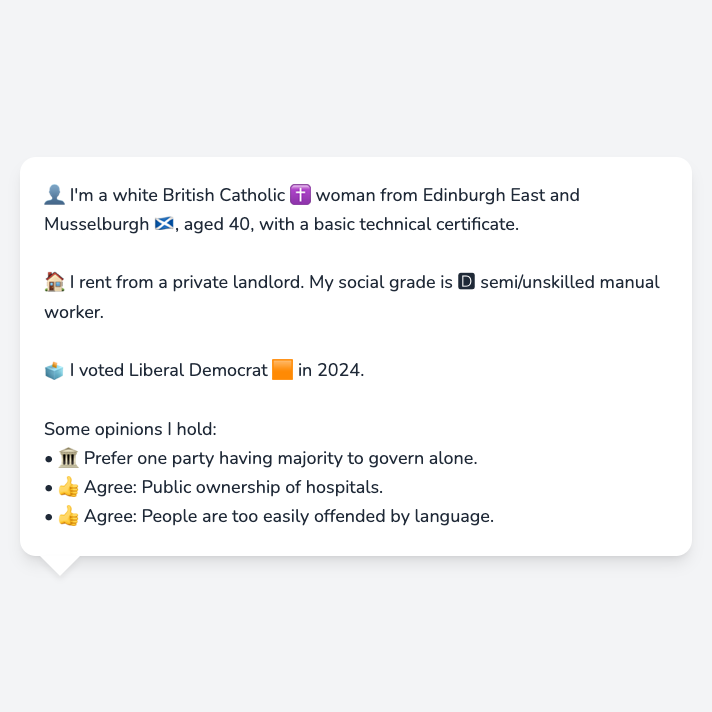 👤 I'm a white British Catholic ✝️ woman from Edinburgh East and
Musselburgh 🏴󠁧󠁢󠁳󠁣󠁴󠁿, aged 40, with a basic technical certificate.
🏠 I rent from a private landlord. My social grade is 🅳 semi/unskilled manual
worker.
🗳️ I voted Liberal Democrat 🟧 in 2024.
Some opinions I hold:
• 🏛️ Prefer one party having majority to govern alone.
• 👍 Agree: Public ownership of hospitals.
• 👍 Agree: People are too easily offended by language.